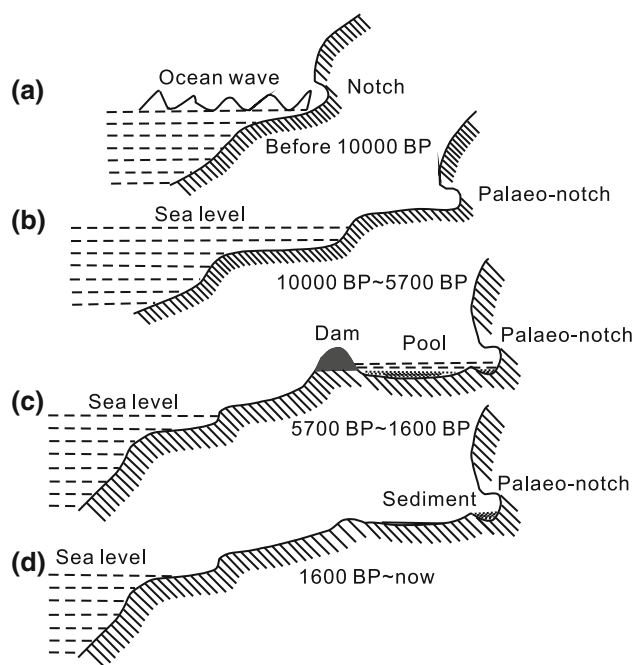 (a)
Ocean wave
Notch
Before 10000 BP
(b)
Sea level
Palaeo-notch
10000 BP~5700 BP
Dam
Pool
Palaeo-notch
(c)
Sea level
5700 BP~1600 BP
Palaeo-notch
Sediment
(d)
Sea level
1600 BP~now